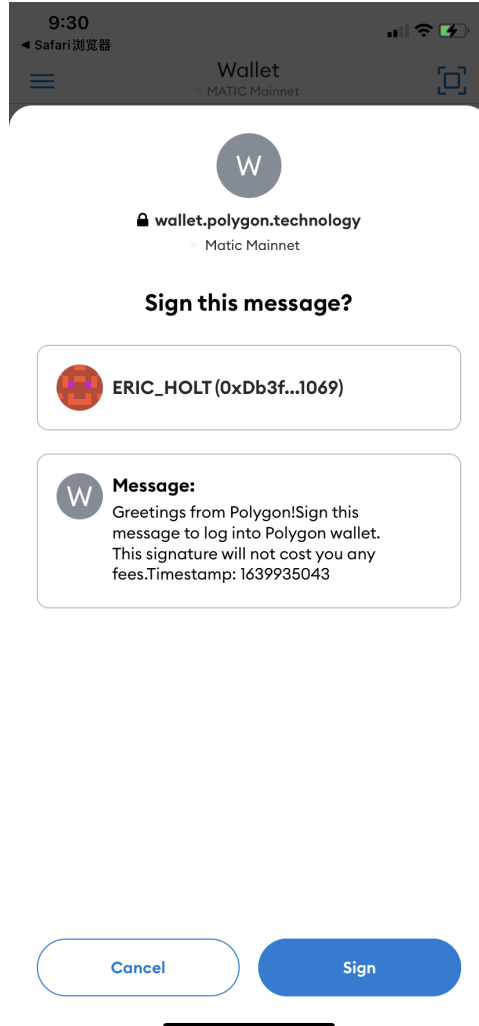 9:30
◀ Safari浏览器
Wallet
MATIC Mainnet
W
wallet.polygon.technology
Matic Mainnet
Sign this message?
ERIC_HOLT (0xDb3f...1069)
W
Message:
Greetings from Polygon!Sign this
message to log into Polygon wallet.
This signature will not cost you any
fees.Timestamp: 1639935043
Cancel
Sign